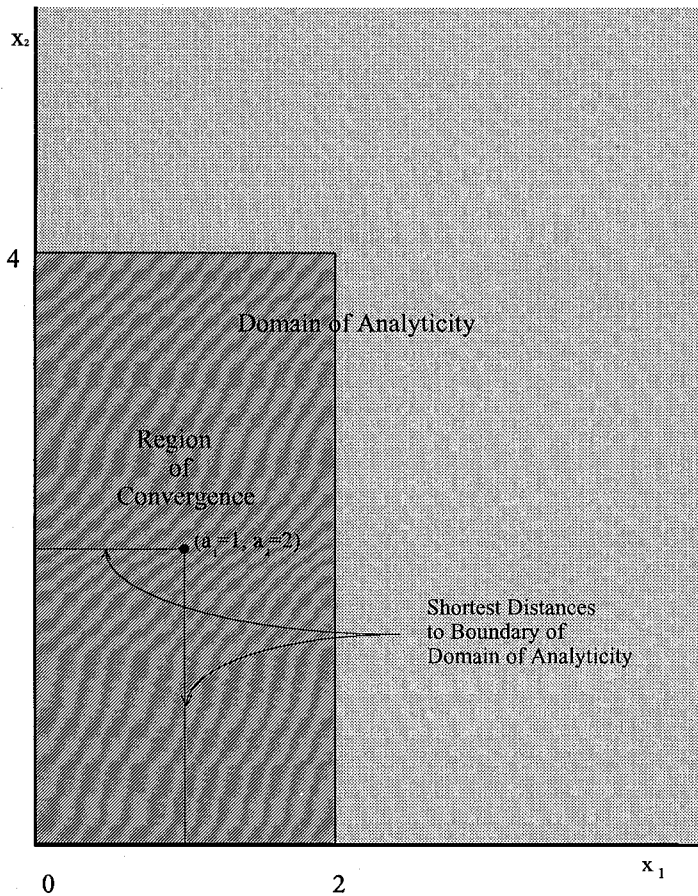 x₂
4
Domain of Analyticity
Region
of
Convergence
(a₁=1, a₂=2)
Shortest Distances
to Boundary of
Domain of Analyticity
x₁
0
2